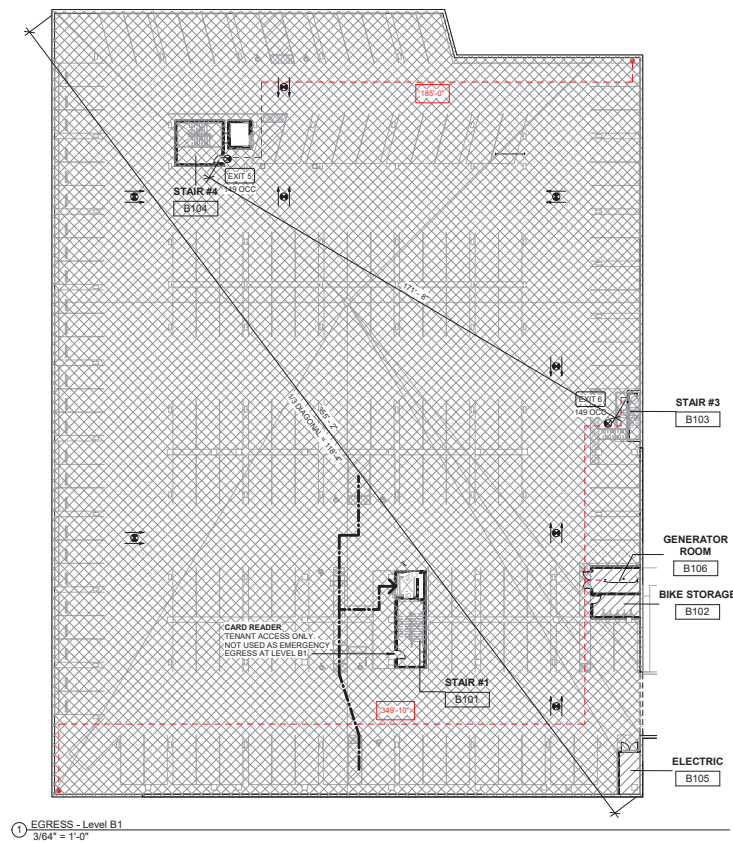 185'-0"
EXIT 5
149 OCC
STAIR #4
B104
171' - 8"
355' - 2"
1/3 DIAGONAL = 118'-4"
EXIT 6
149 OCC
STAIR #3
B103
GENERATOR
ROOM
B106
BIKE STORAGE
B102
CARD READER
TENANT ACCESS ONLY.
NOT USED AS EMERGENCY
EGRESS AT LEVEL B1.
STAIR #1
B101
349'-10"
ELECTRIC
B105
1
EGRESS - Level B1
3/64" = 1'-0"